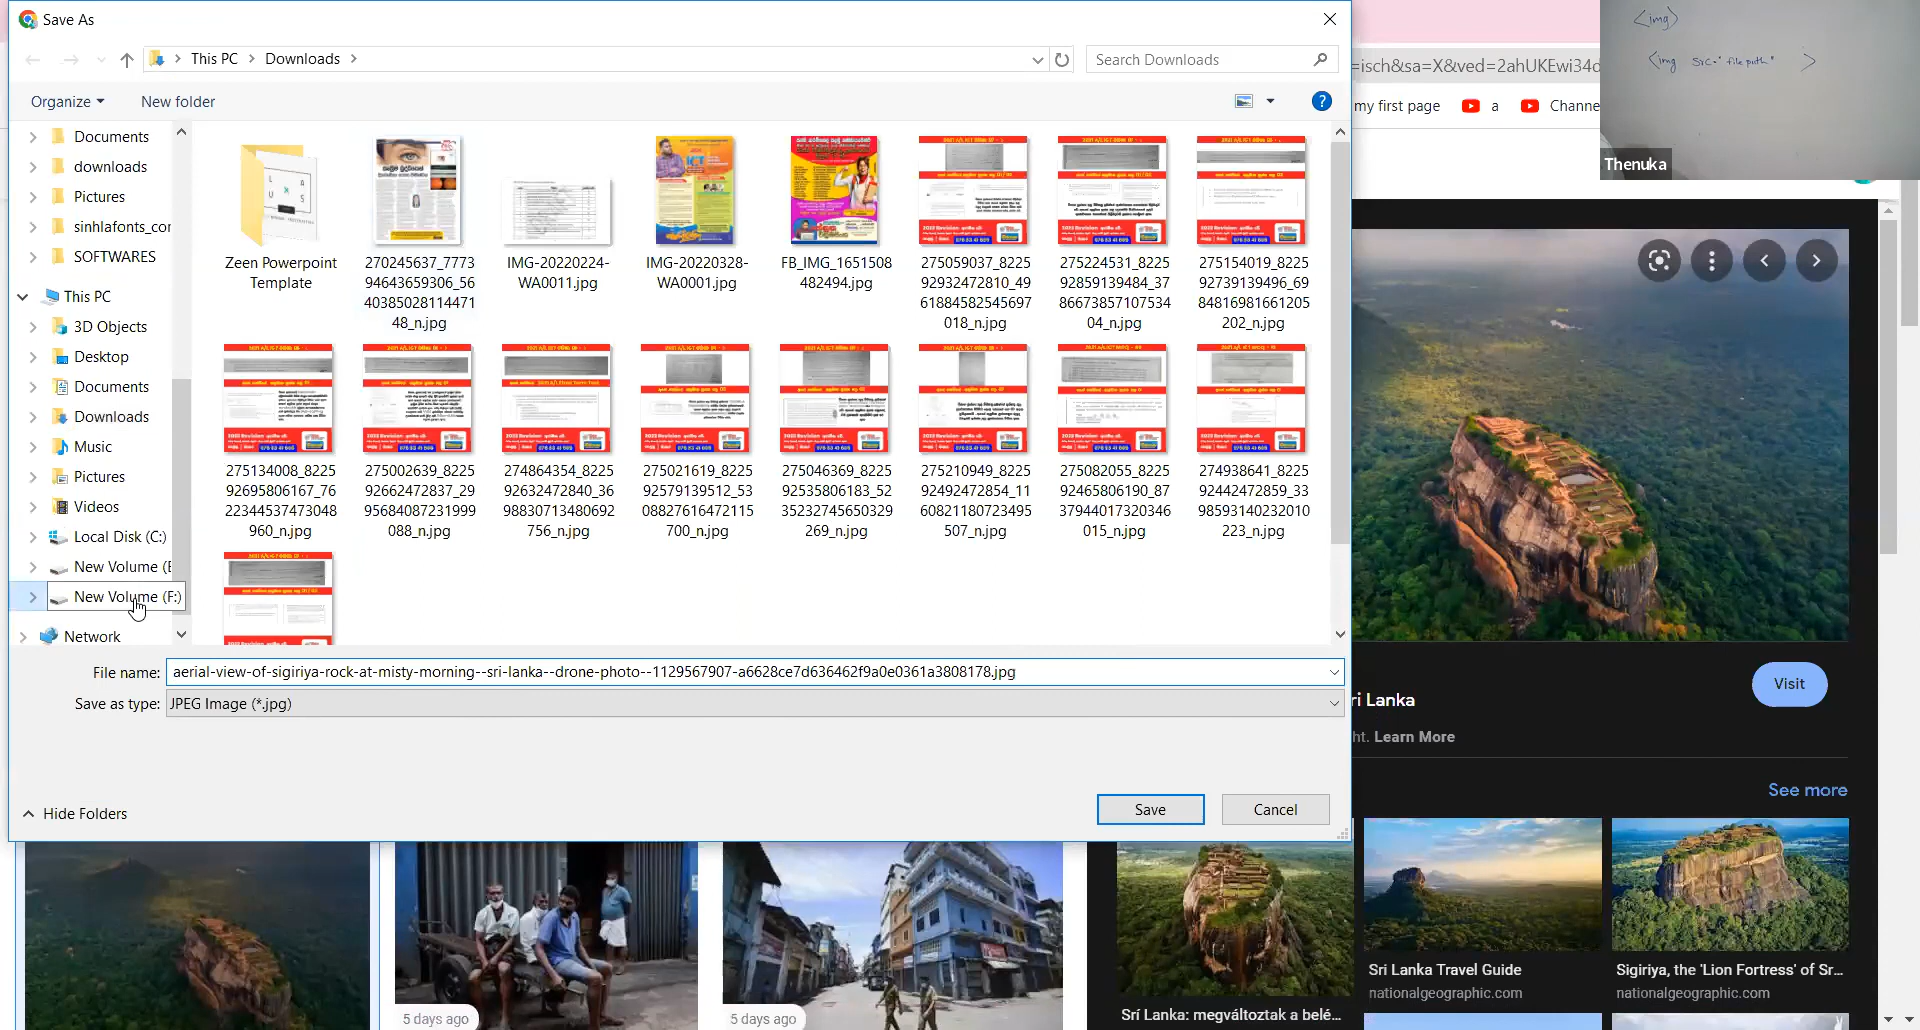 Save As
This PC
Downloads
Search Downloads
Organize
New folder
Documents
downloads
Pictures
sinhlafonts_cor
SOFTWARES
This PC
3D Objects
Desktop
Documents
Downloads
Music
Pictures
Videos
Local Disk (C:)
New Volume (E
New Volume (F:)
Network
Zeen Powerpoint
Template
270245637_7773
94643659306_56
40385028114471
48_n.jpg
IMG-20220224-
WA0011.jpg
IMG-20220328-
WA0001.jpg
FB_IMG_1651508
482494.jpg
275059037_8225
92932472810_49
61884582545697
018_n.jpg
275224531_8225
92859139484_37
86673857107534
04_n.jpg
275154019_8225
92739139496_69
84816981661205
202_n.jpg
275134008_8225
92695806167_76
22344537473048
960_n.jpg
275002639_8225
92662472837_29
95684087231999
088_n.jpg
274864354_8225
92632472840_36
98830713480692
756_n.jpg
275021619_8225
92579139512_53
08827616472115
700_n.jpg
275046369_8225
92535806183_52
35232745650329
269_n.jpg
275210949_8225
92492472854_11
60821180723495
507_n.jpg
275082055_8225
92465806190_87
37944017320346
015_n.jpg
274938641_8225
92442472859_33
98593140232010
223_n.jpg
File name: aerial-view-of-sigiriya-rock-at-misty-morning--sri-lanka--drone-photo--1129567907-a6628ce7d636462f9a0e0361a3808178.jpg
Save as type: JPEG Image (*.jpg)
Hide Folders
Save
Cancel
=isch&sa=X&ved=2ahUKEwi34d
my first page
a
Channe
<img>
<img src="file path" >
Thenuka
ri Lanka
Visit
ht. Learn More
See more
5 days ago
5 days ago
Srí Lanka: megváltoztak a belé...
Sri Lanka Travel Guide
nationalgeographic.com
Sigiriya, the 'Lion Fortress' of Sr...
nationalgeographic.com